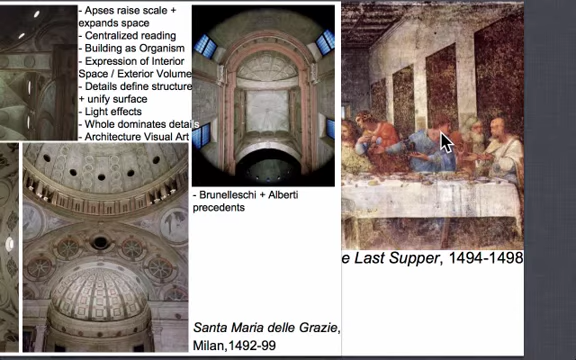 - Apses raise scale +
expands space
- Centralized reading
- Building as Organism
- Expression of Interior
Space / Exterior Volume
- Details define structure
+ unify surface
- Light effects
- Whole dominates details
- Architecture Visual Art
- Brunelleschi + Alberti
precedents
Santa Maria delle Grazie,
Milan,1492-99
e Last Supper, 1494-1498